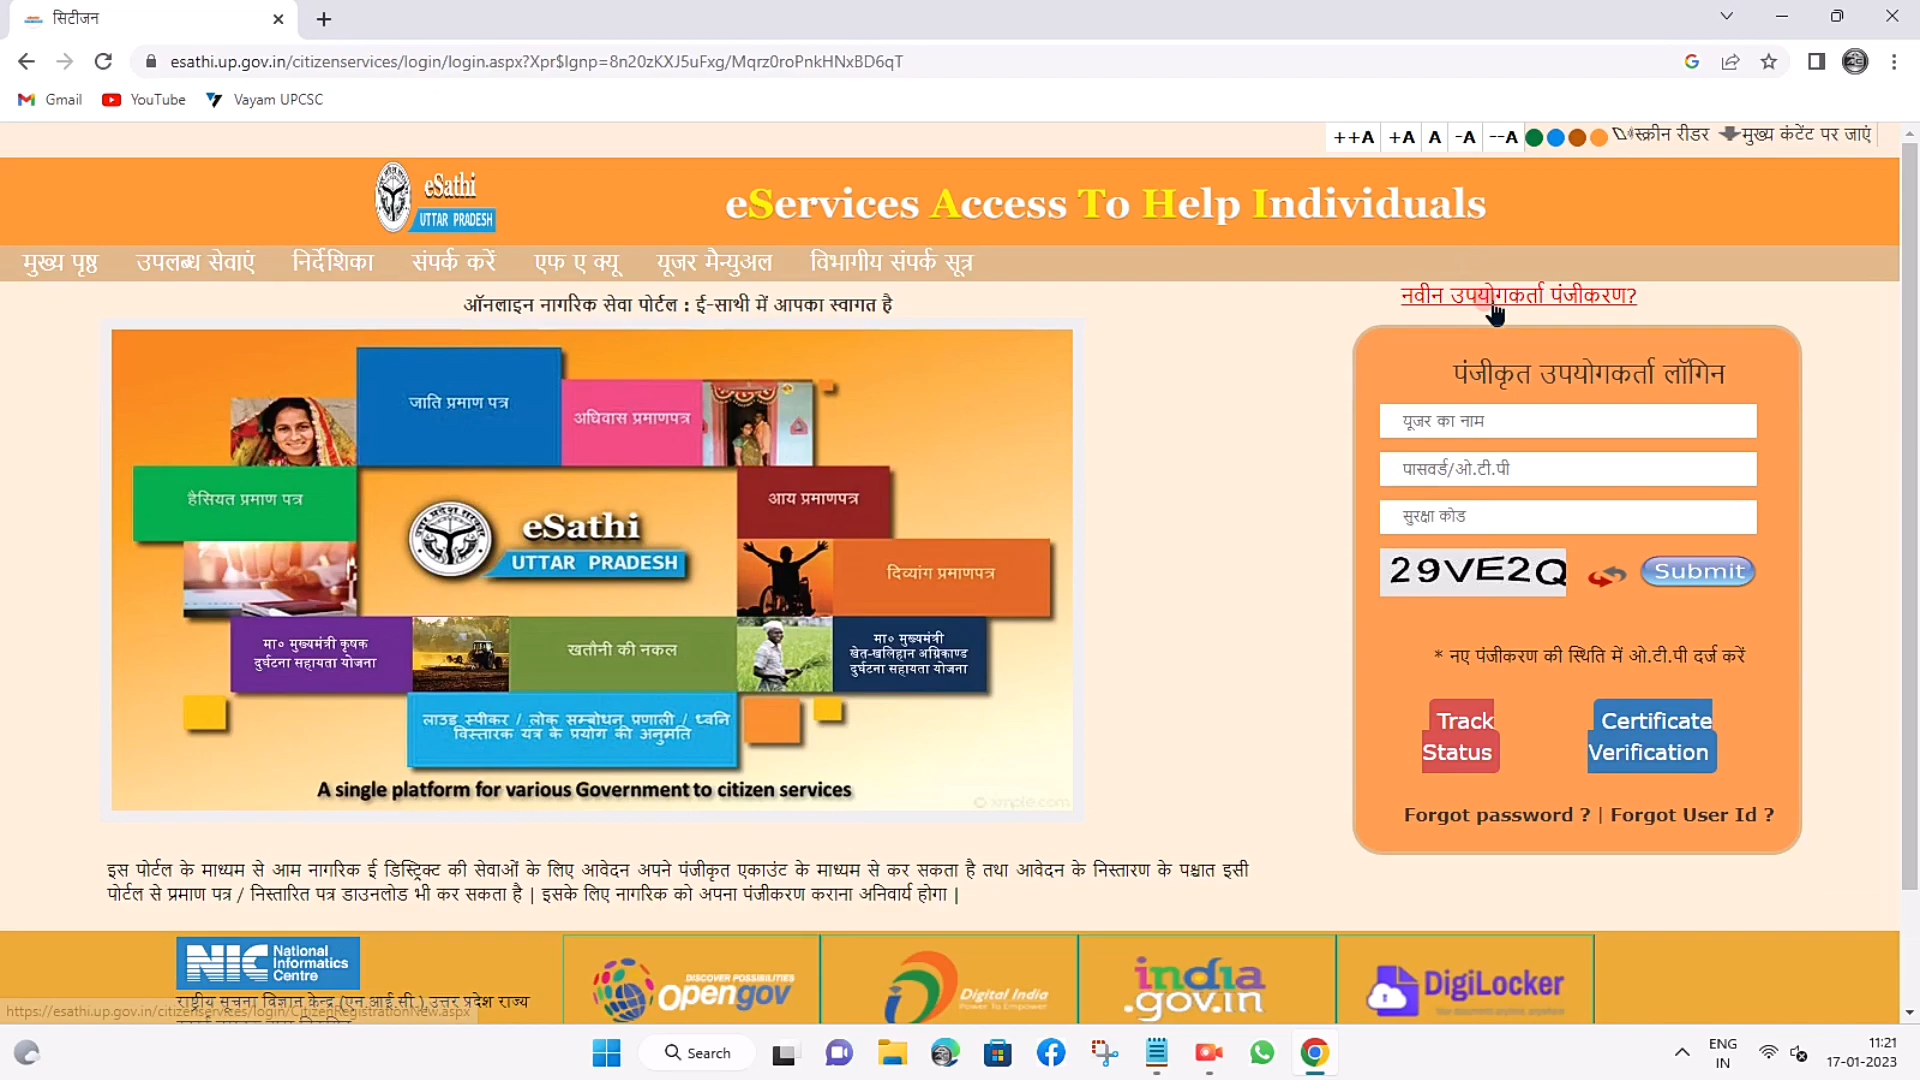 सिटीजन
esathi.up.gov.in/citizenservices/login/login.aspx?Xpr$Ignp=8n20zKXJ5uFxg/Mqrz0roPnkHNxBD6qT
Gmail YouTube Vayam UPCSC
++A +A A -A --A स्क्रीन रीडर मुख्य कंटेंट पर जाएं
eSathi
UTTAR PRADESH
eServices Access To Help Individuals
मुख्य पृष्ठ उपलब्ध सेवाएं निर्देशिका संपर्क करें एफ ए क्यू यूजर मैन्युअल विभागीय संपर्क सूत्र
ऑनलाइन नागरिक सेवा पोर्टल : ई-साथी में आपका स्वागत है
नवीन उपयोगकर्ता पंजीकरण?
जाति प्रमाण पत्र
अधिवास प्रमाणपत्र
हैसियत प्रमाण पत्र
आय प्रमाणपत्र
eSathi
UTTAR PRADESH
दिव्यांग प्रमाणपत्र
मा० मुख्यमंत्री कृषक
दुर्घटना सहायता योजना
खतौनी की नकल
मा० मुख्यमंत्री
खेत-खलिहान अग्निकाण्ड
दुर्घटना सहायता योजना
लाउड स्पीकर / लोक सम्बोधन प्रणाली / ध्वनि
विस्तारक यंत्र के प्रयोग की अनुमति
A single platform for various Government to citizen services
© xmple.com
पंजीकृत उपयोगकर्ता लॉगिन
यूजर का नाम
पासवर्ड/ओ.टी.पी
सुरक्षा कोड
29VE2Q
Submit
* नए पंजीकरण की स्थिति में ओ.टी.पी दर्ज करें
Track
Status
Certificate
Verification
Forgot password ? | Forgot User Id ?
इस पोर्टल के माध्यम से आम नागरिक ई डिस्ट्रिक्ट की सेवाओं के लिए आवेदन अपने पंजीकृत एकाउंट के माध्यम से कर सकता है तथा आवेदन के निस्तारण के पश्चात इसी
पोर्टल से प्रमाण पत्र / निस्तारित पत्र डाउनलोड भी कर सकता है | इसके लिए नागरिक को अपना पंजीकरण कराना अनिवार्य होगा |
NIC National
Informatics
Centre
राष्ट्रीय सूचना विज्ञान केन्द्र (एन.आई.सी.) उत्तर प्रदेश राज्य
https://esathi.up.gov.in/citizenservices/login/CitizenRegistrationNew.aspx
DISCOVER POSSIBILITIES
opengov
Digital India
Power To Empower
india
.gov.in
DigiLocker
Search
ENG
IN
11:21
17-01-2023